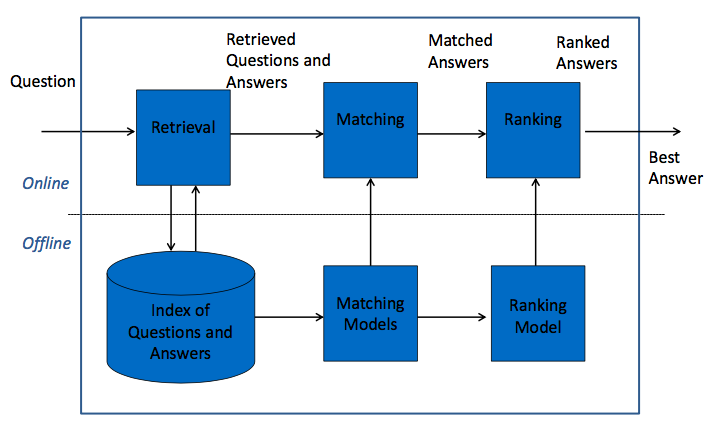 Retrieved
Questions and
Answers
Matched
Answers
Ranked
Answers
Question
Retrieval
Matching
Ranking
Best
Answer
Online
Offline
Index of
Questions and
Answers
Matching
Models
Ranking
Model